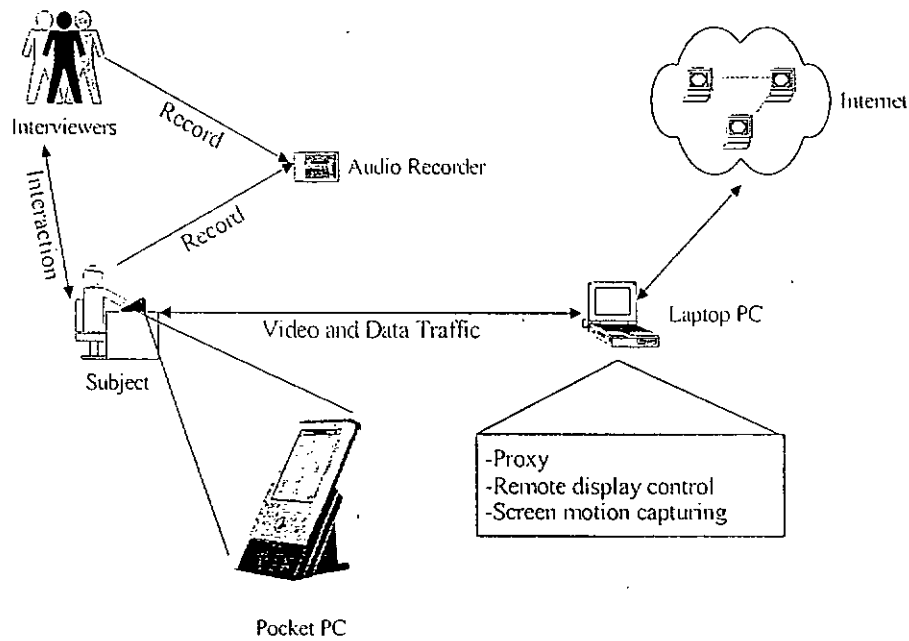 Interviewers
Record
Audio Recorder
Internet
Interaction
Record
Video and Data Traffic
Laptop PC
Subject
-Proxy
-Remote display control
-Screen motion capturing
Pocket PC